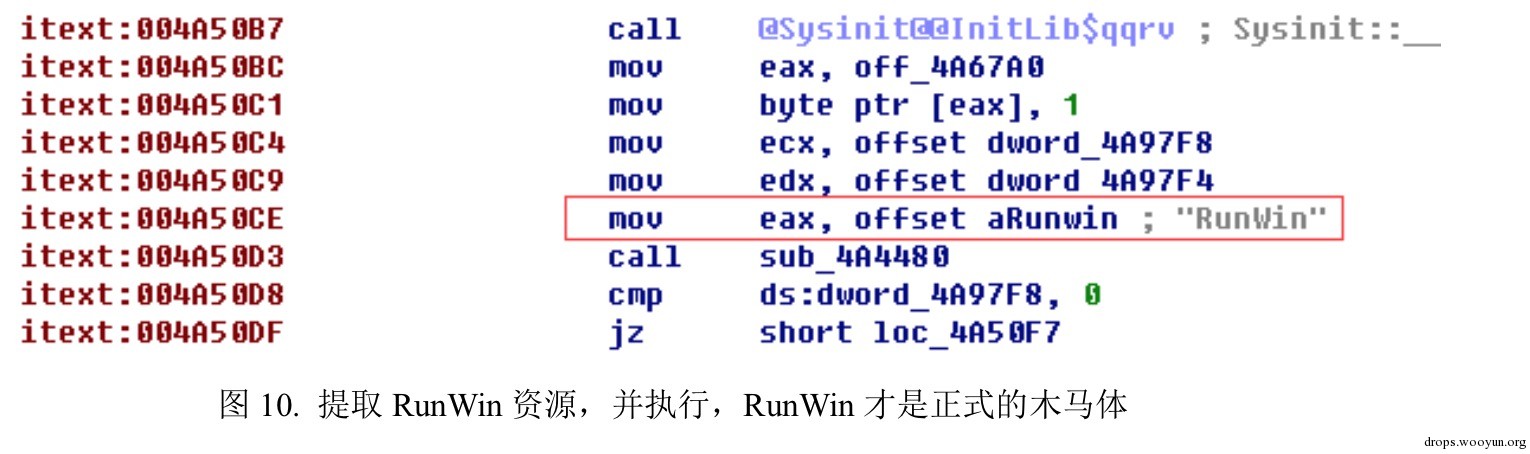 itext:004A50B7 call @Sysinit@@InitLib$qqrv ; Sysinit::__
itext:004A50BC mov eax, off_4A67A0
itext:004A50C1 mov byte ptr [eax], 1
itext:004A50C4 mov ecx, offset dword_4A97F8
itext:004A50C9 mov edx, offset dword_4A97F4
itext:004A50CE mov eax, offset aRunwin ; "RunWin"
itext:004A50D3 call sub_4A4480
itext:004A50D8 cmp ds:dword_4A97F8, 0
itext:004A50DF jz short loc_4A50F7
图 10. 提取 RunWin 资源，并执行，RunWin 才是正式的木马体
drops.wooyun.org